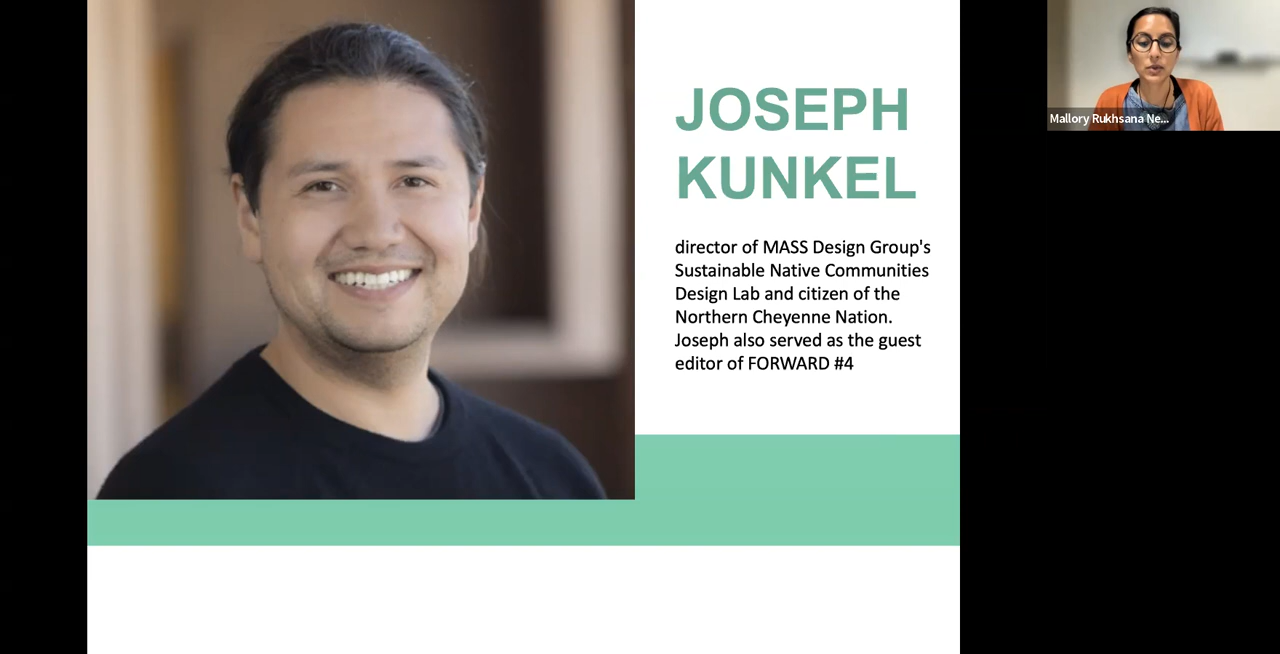 JOSEPH
KUNKEL
director of MASS Design Group's
Sustainable Native Communities
Design Lab and citizen of the
Northern Cheyenne Nation.
Joseph also served as the guest
editor of FORWARD #4
Mallory Rukhsana Ne...